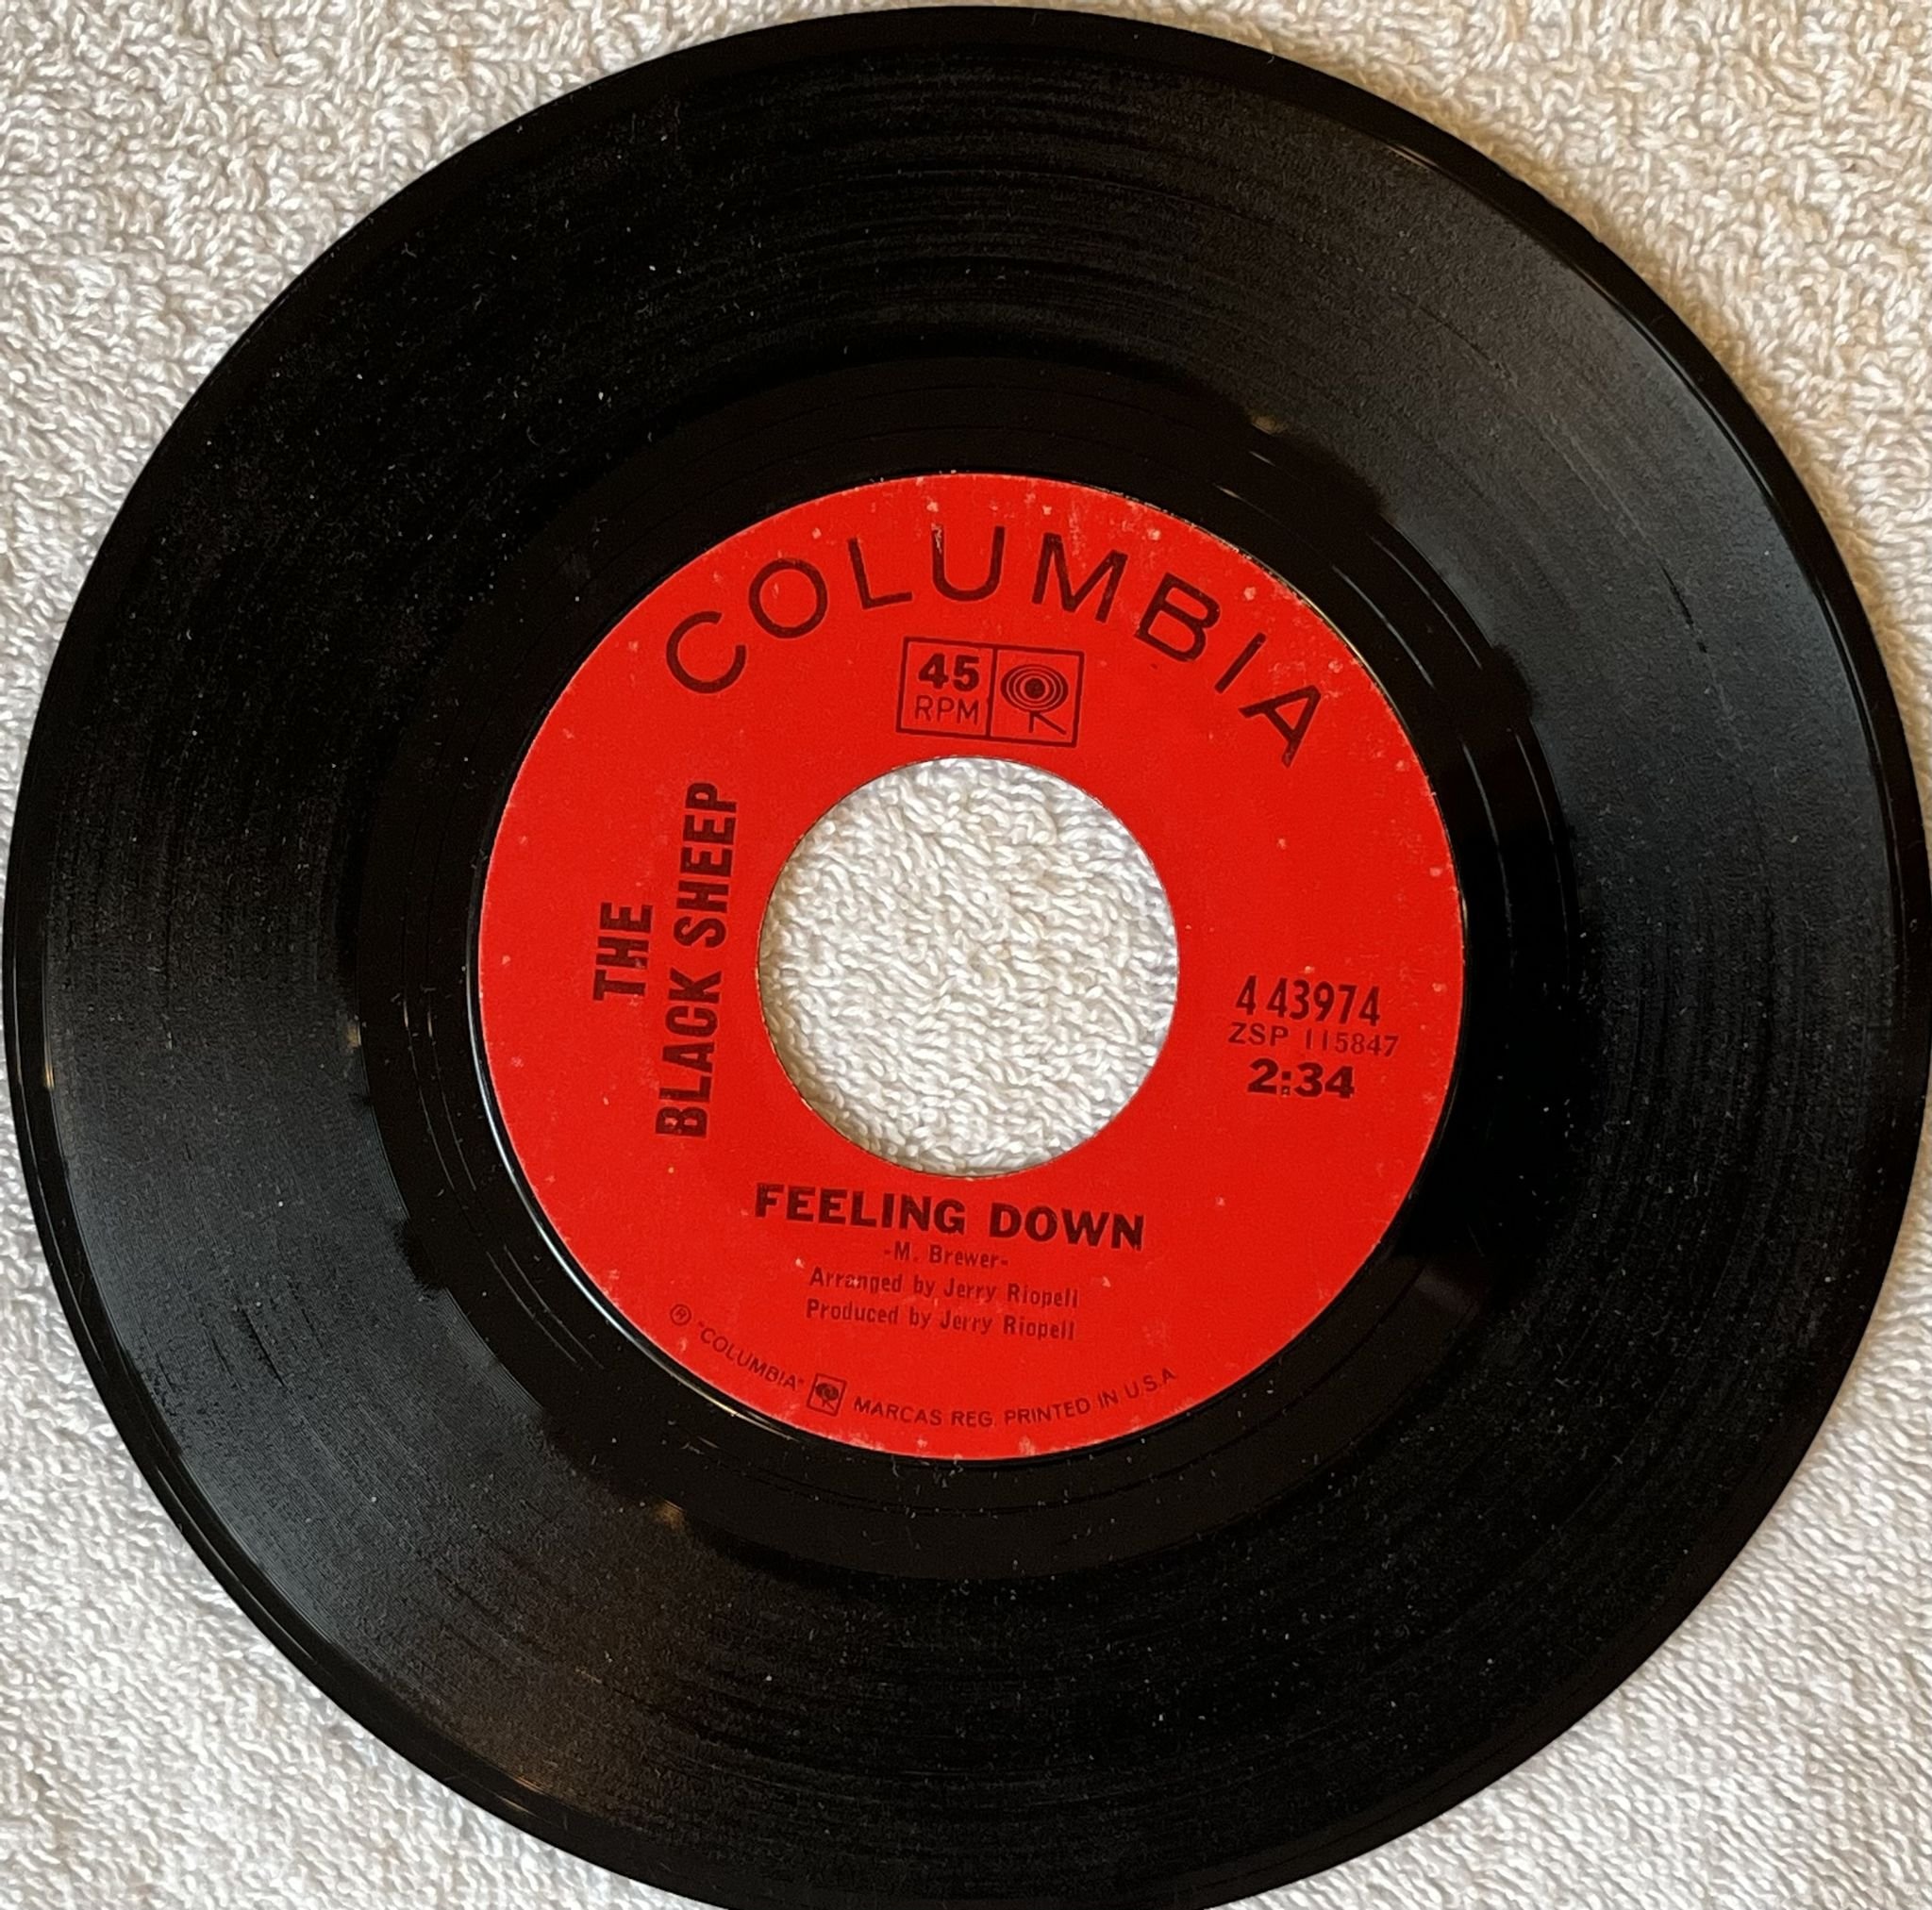 COLUMBIA
45
RPM
THE
BLACK SHEEP
4 43974
ZSP 115847
2:34
FEELING DOWN
-M. Brewer-
Arranged by Jerry Riopell
Produced by Jerry Riopell
® "COLUMBIA" MARCAS REG. PRINTED IN U.S.A